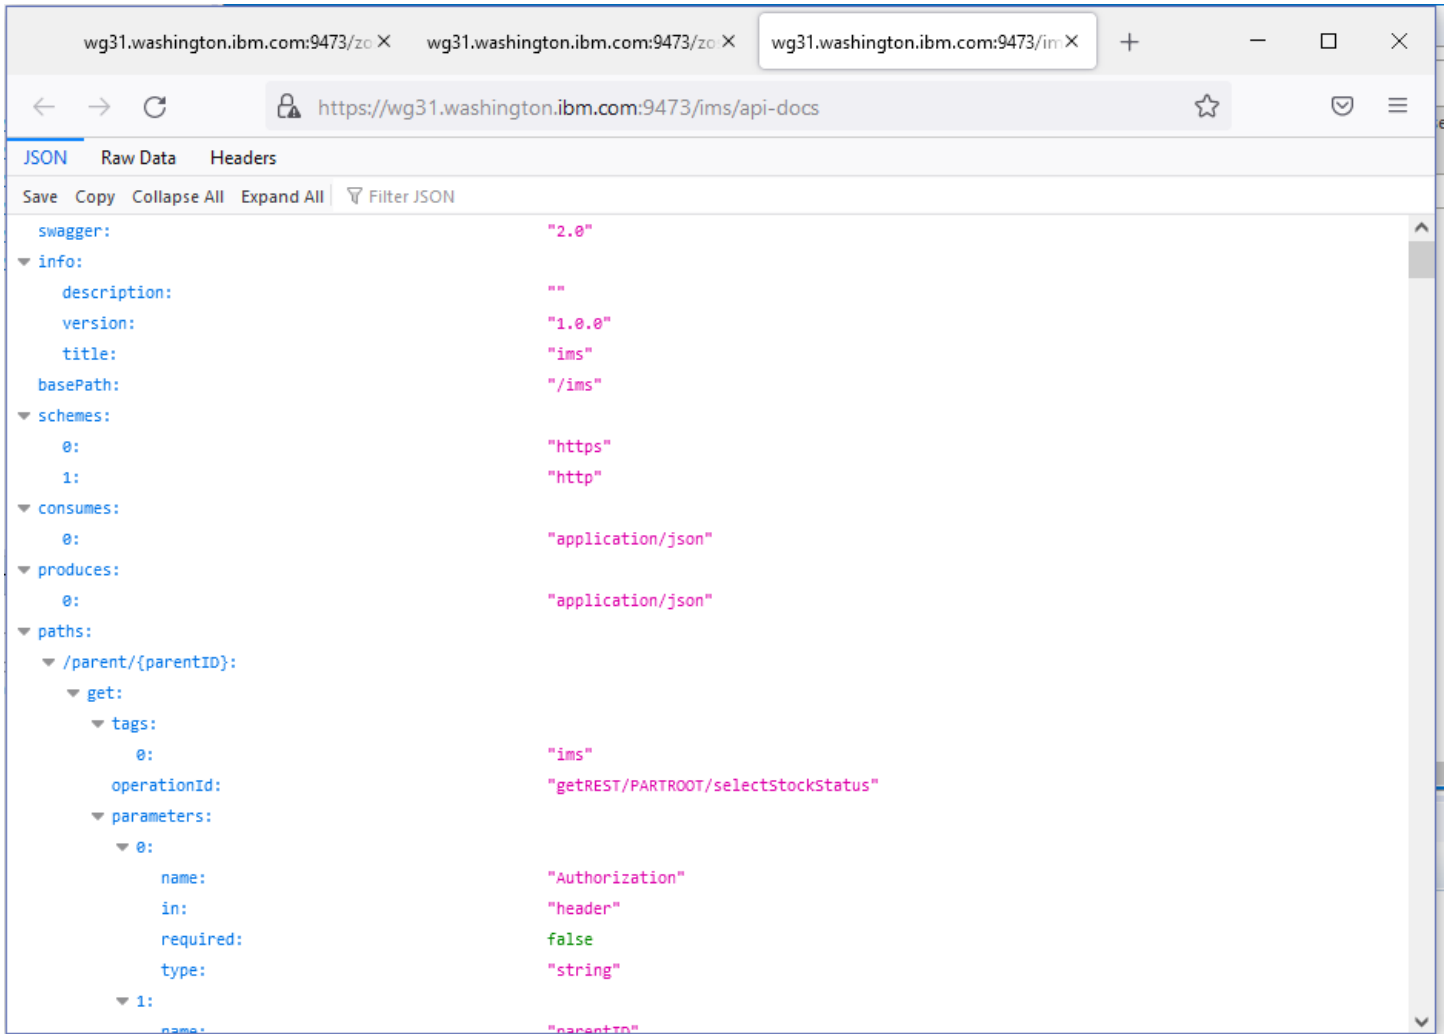 wg31.washington.ibm.com:9473/zo wg31.washington.ibm.com:9473/zo wg31.washington.ibm.com:9473/im
https://wg31.washington.ibm.com:9473/ims/api-docs
JSON Raw Data Headers
Save Copy Collapse All Expand All Filter JSON
swagger: "2.0"
info:
description: ""
version: "1.0.0"
title: "ims"
basePath: "/ims"
schemes:
0: "https"
1: "http"
consumes:
0: "application/json"
produces:
0: "application/json"
paths:
/parent/{parentID}:
get:
tags:
0: "ims"
operationId: "getREST/PARTROOT/selectStockStatus"
parameters:
0:
name: "Authorization"
in: "header"
required: false
type: "string"
1:
name: "parentID"